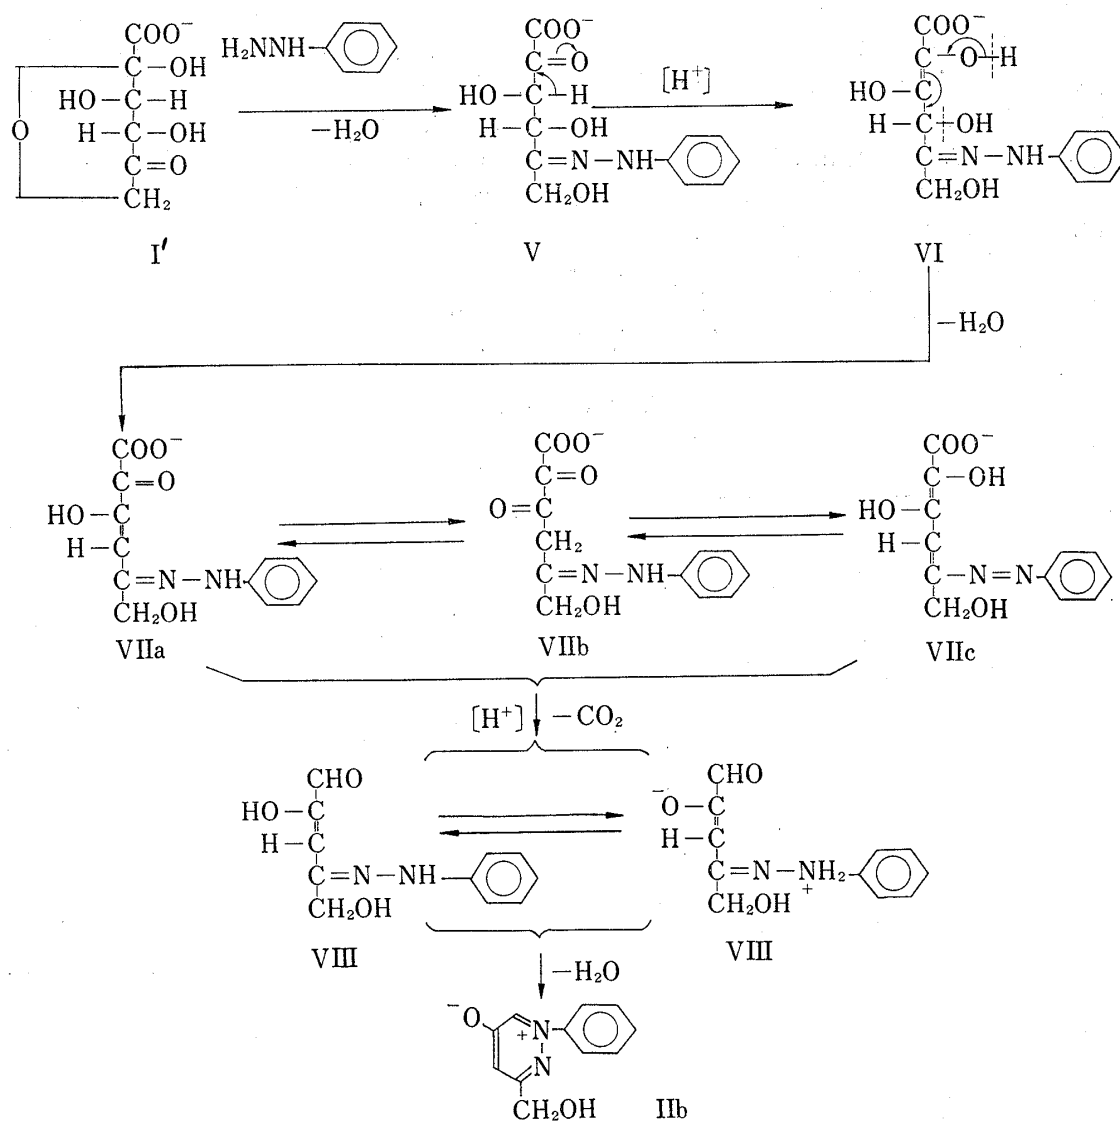 COO⁻
C—OH
HO—C—H
H—C—OH
C=O
CH₂
O
I′
H₂NNH—
—H₂O
COO⁻
C=O
HO—C—H
H—C—OH
C=N—NH—
CH₂OH
V
[H⁺]
COO⁻
C—O—H
HO—C
H—C—OH
C=N—NH—
CH₂OH
VI
—H₂O
COO⁻
C=O
HO—C
H—C
C=N—NH
CH₂OH
VIIa
COO⁻
C=O
O=C
CH₂
C=N—NH
CH₂OH
VIIb
COO⁻
C—OH
HO—C
H—C
C—N=N
CH₂OH
VIIc
[H⁺] —CO₂
CHO
HO—C
H—C
C=N—NH
CH₂OH
VIII
CHO
⁻O—C
H—C
C=N—NH₂
+
CH₂OH
VIII
—H₂O
⁻O
N
+
N
CH₂OH IIb